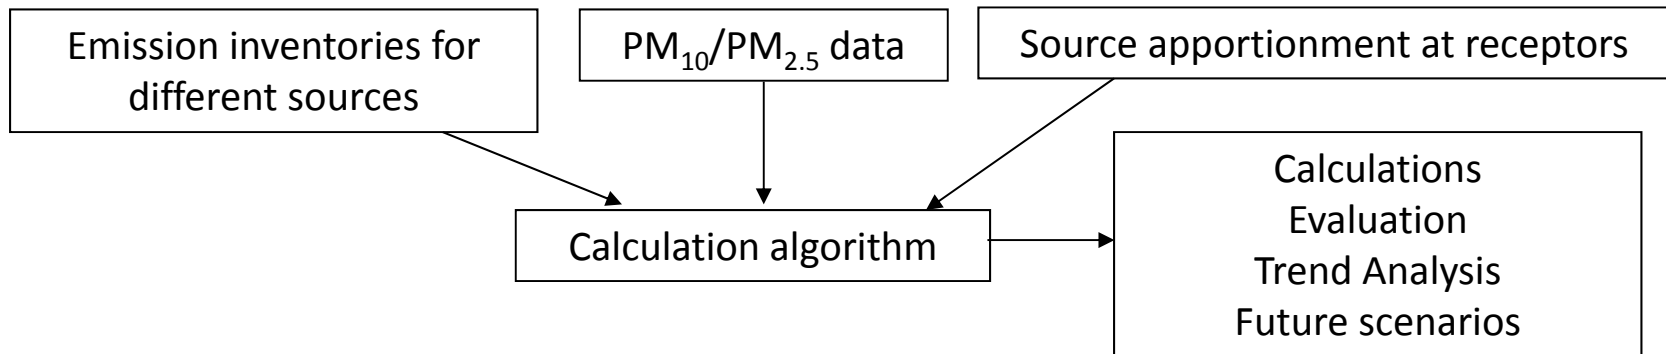 Emission inventories for
different sources
PM₁₀/PM₂.₅ data
Source apportionment at receptors
Calculation algorithm
Calculations
Evaluation
Trend Analysis
Future scenarios